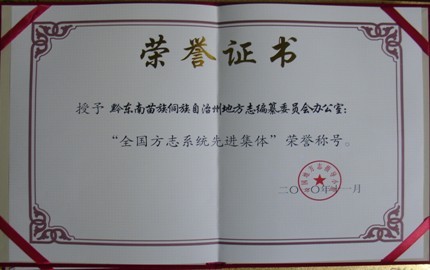 荣誉证书
授予 黔东南苗族侗族自治州地方志编纂委员会办公室：
“全国方志系统先进集体”荣誉称号。
二〇一〇年十一月